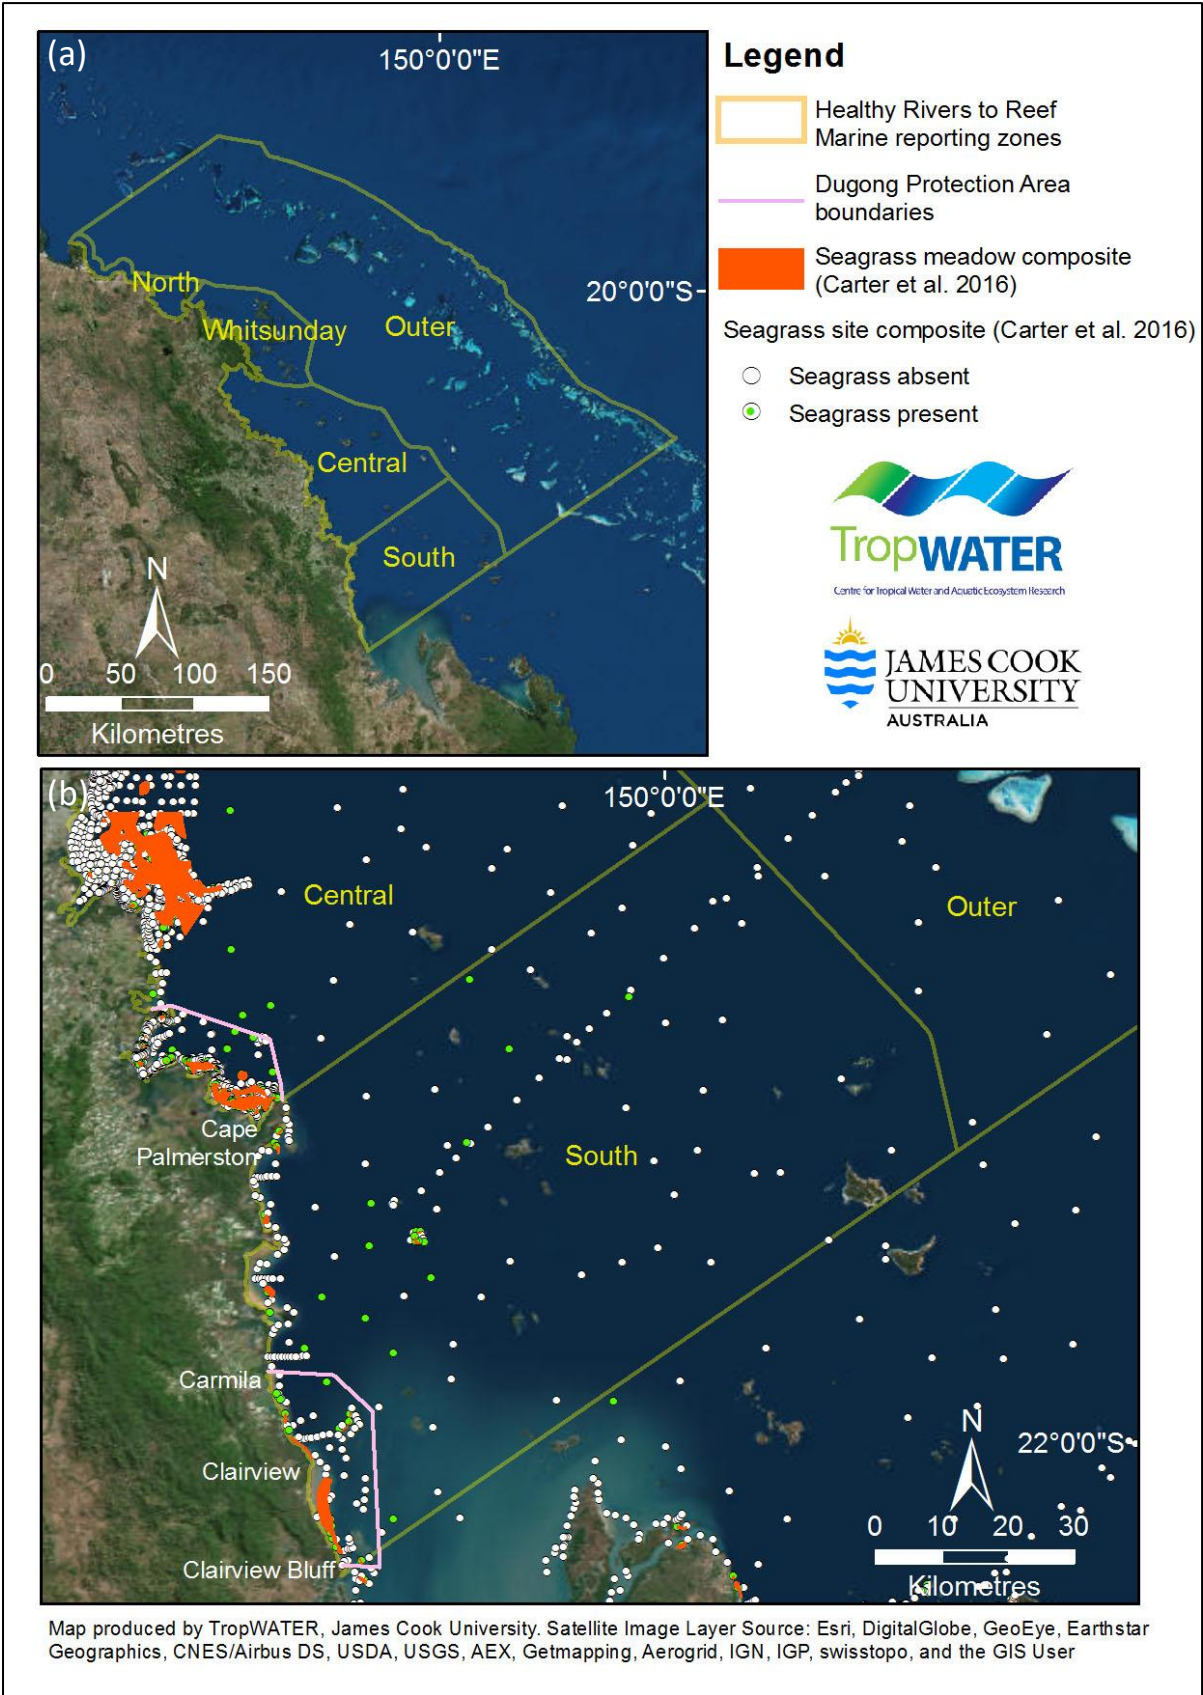 (a)
150°0'0"E
20°0'0"S
North
Whitsunday
Outer
Central
South
N
0 50 100 150
Kilometres
Legend
Healthy Rivers to Reef
Marine reporting zones
Dugong Protection Area
boundaries
Seagrass meadow composite
(Carter et al. 2016)
Seagrass site composite (Carter et al. 2016)
Seagrass absent
Seagrass present
TropWATER
Centre for Tropical Water and Aquatic Ecosystem Research
JAMES COOK
UNIVERSITY
AUSTRALIA
(b)
150°0'0"E
Central
Outer
Cape
Palmerston
South
Carmila
Clairview
Clairview Bluff
22°0'0"S
N
0 10 20 30
Kilometres
Map produced by TropWATER, James Cook University. Satellite Image Layer Source: Esri, DigitalGlobe, GeoEye, Earthstar
Geographics, CNES/Airbus DS, USDA, USGS, AEX, Getmapping, Aerogrid, IGN, IGP, swisstopo, and the GIS User